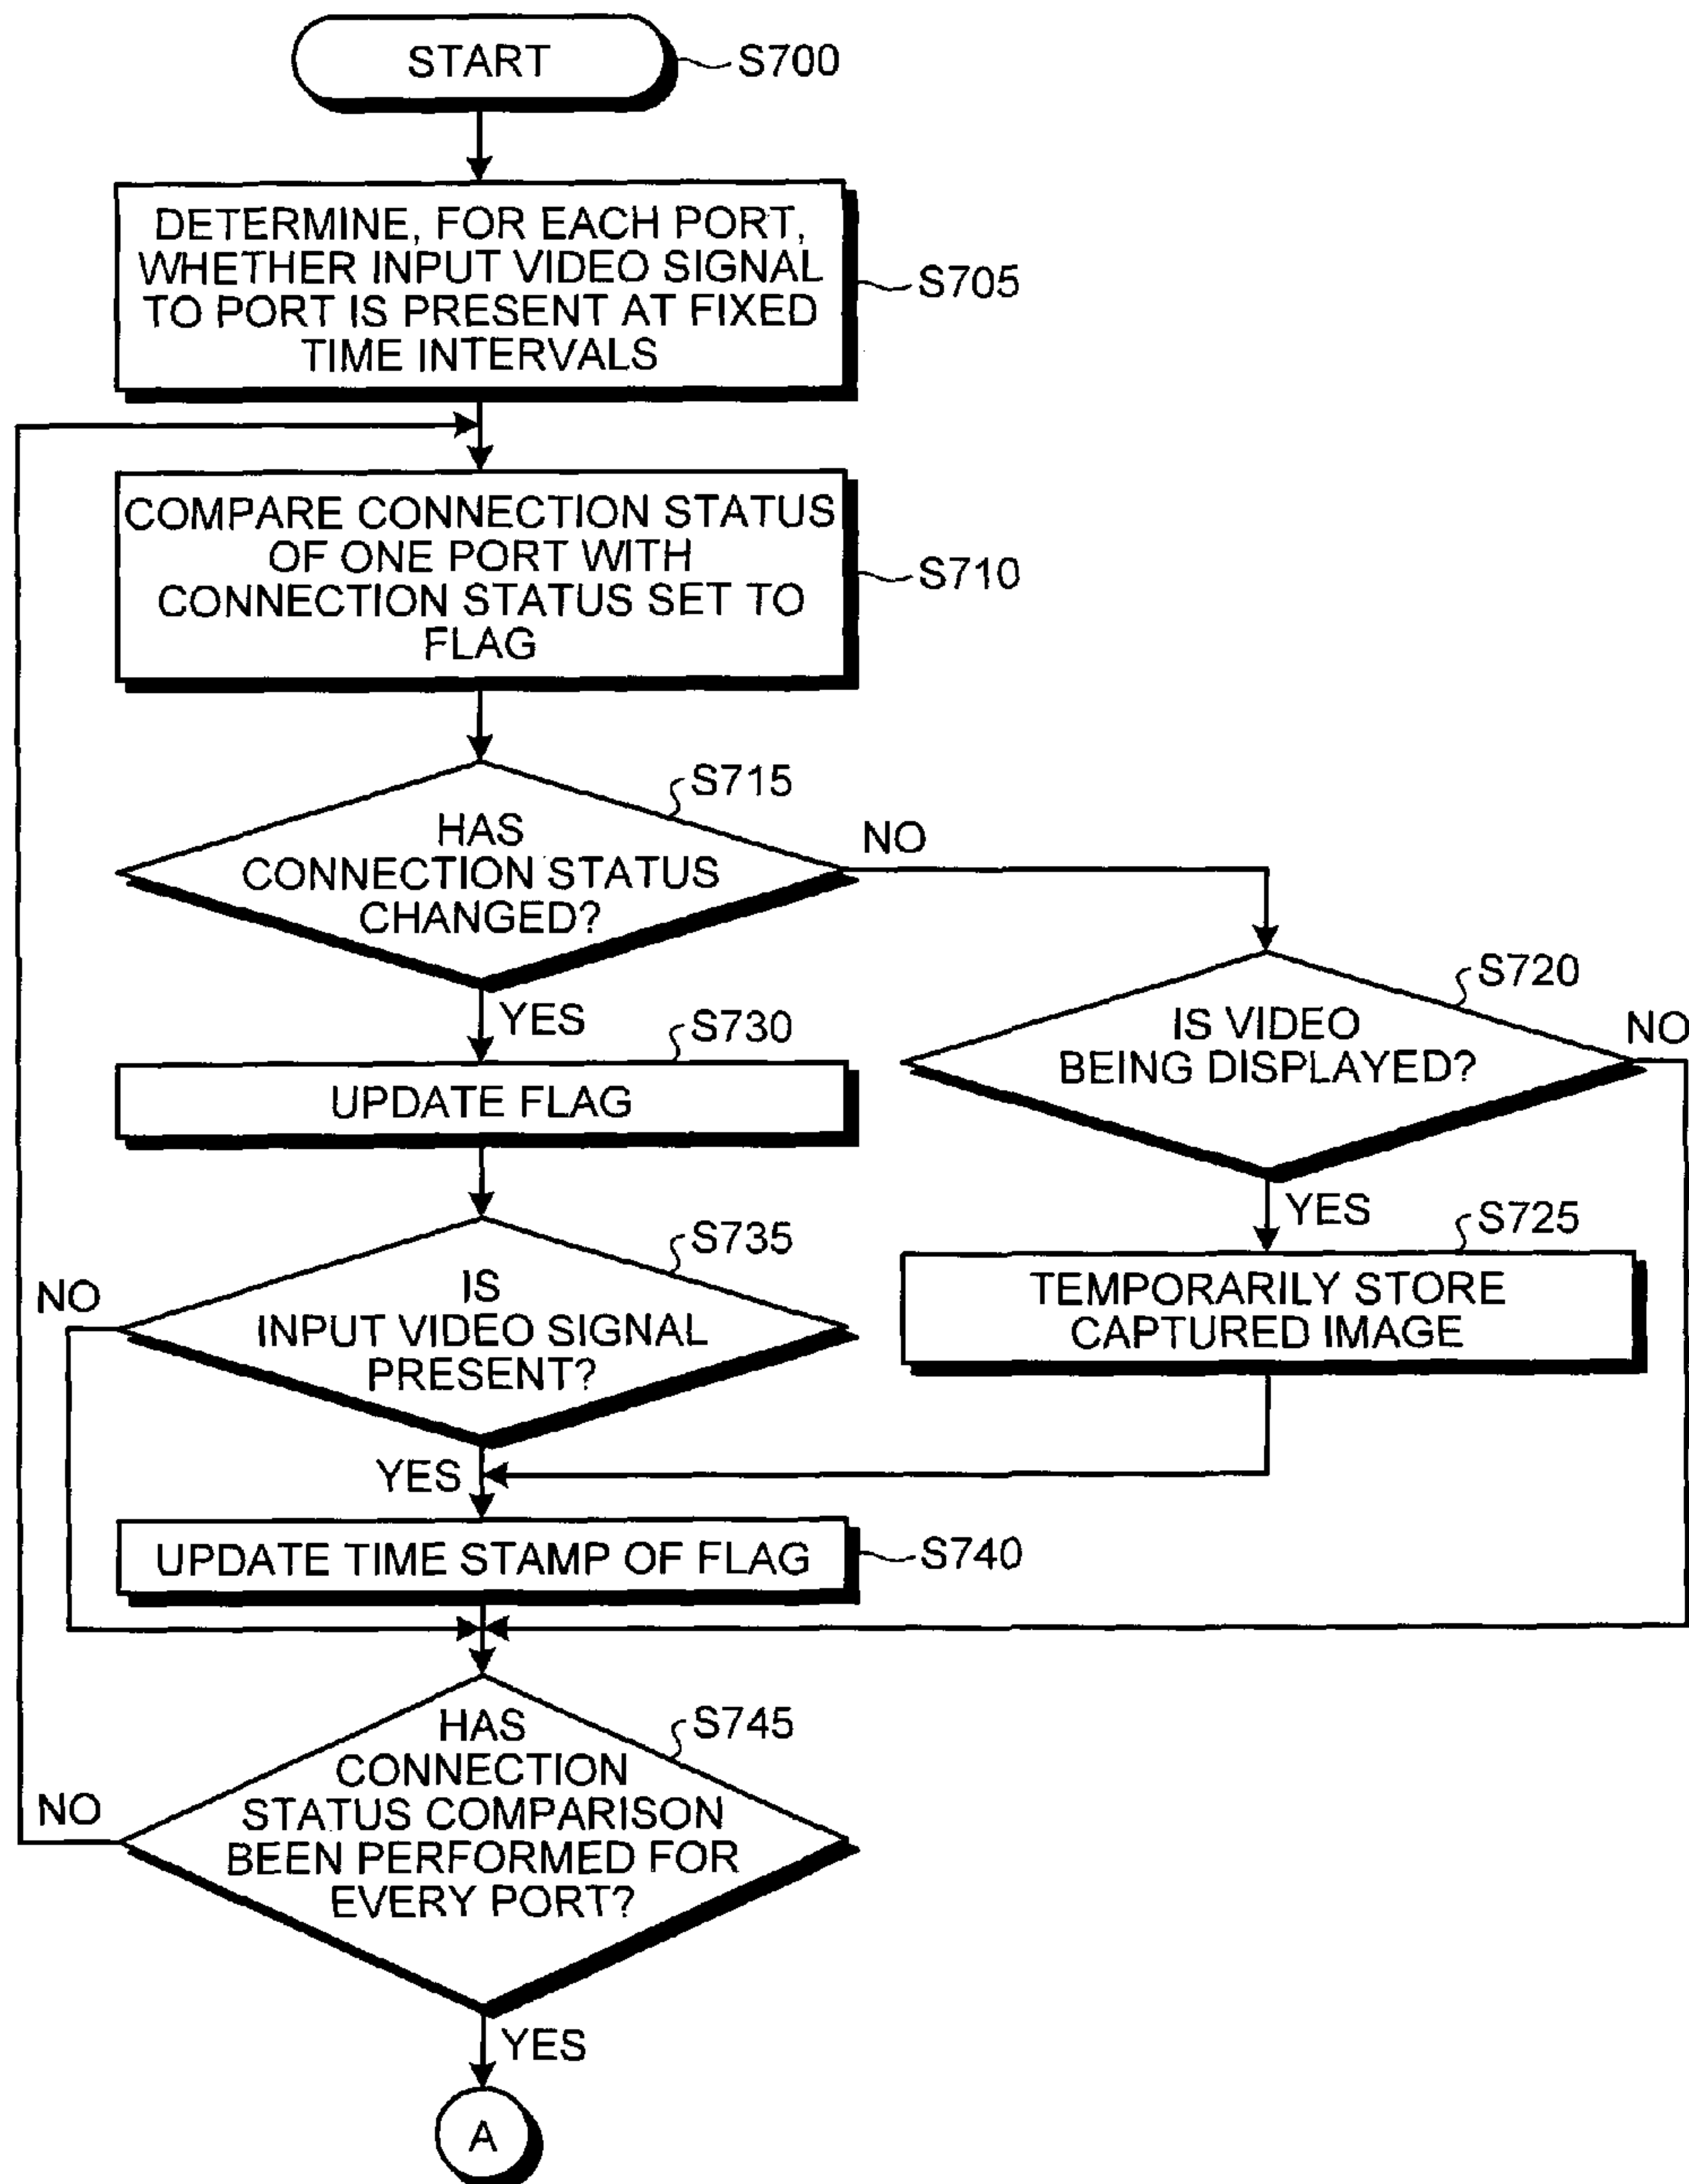 START
S700
DETERMINE, FOR EACH PORT,
WHETHER INPUT VIDEO SIGNAL
TO PORT IS PRESENT AT FIXED
TIME INTERVALS
S705
COMPARE CONNECTION STATUS
OF ONE PORT WITH
CONNECTION STATUS SET TO
FLAG
S710
S715
HAS
CONNECTION STATUS
CHANGED?
NO
YES
S720
IS VIDEO
BEING DISPLAYED?
NO
YES
S725
TEMPORARILY STORE
CAPTURED IMAGE
S730
UPDATE FLAG
S735
IS
INPUT VIDEO SIGNAL
PRESENT?
NO
YES
UPDATE TIME STAMP OF FLAG
S740
S745
HAS
CONNECTION
STATUS COMPARISON
BEEN PERFORMED FOR
EVERY PORT?
NO
YES
A